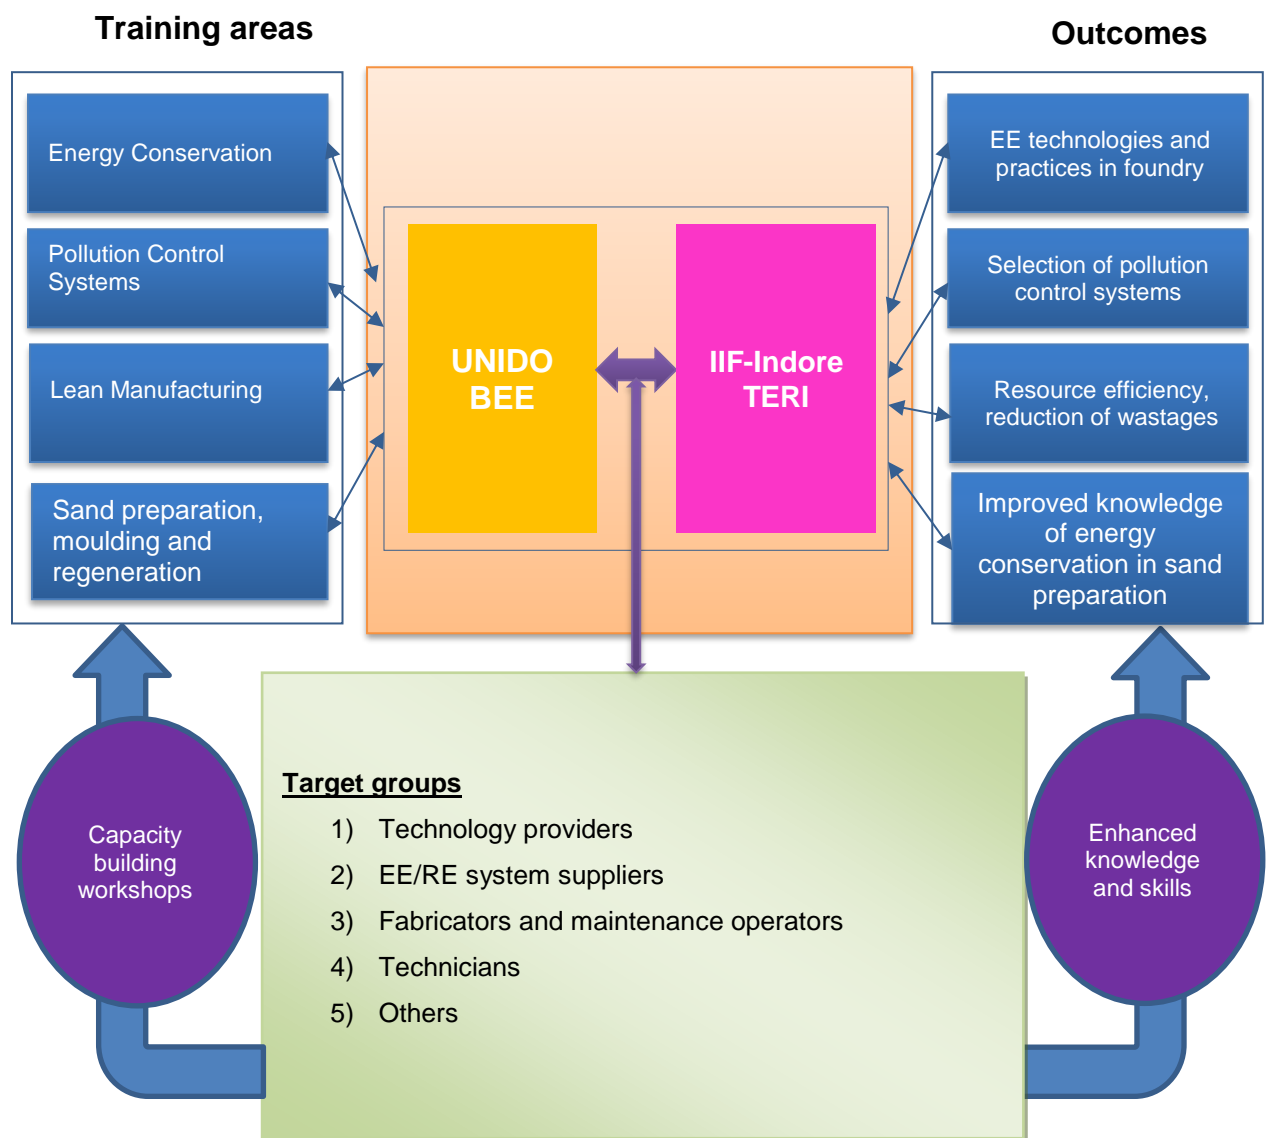 Training areas
Outcomes
Energy Conservation
Pollution Control
Systems
Lean Manufacturing
Sand preparation,
moulding and
regeneration
UNIDO
BEE
IIF-Indore
TERI
EE technologies and
practices in foundry
Selection of pollution
control systems
Resource efficiency,
reduction of wastages
Improved knowledge
of energy
conservation in sand
preparation
Capacity
building
workshops
Target groups
1) Technology providers
2) EE/RE system suppliers
3) Fabricators and maintenance operators
4) Technicians
5) Others
Enhanced
knowledge
and skills